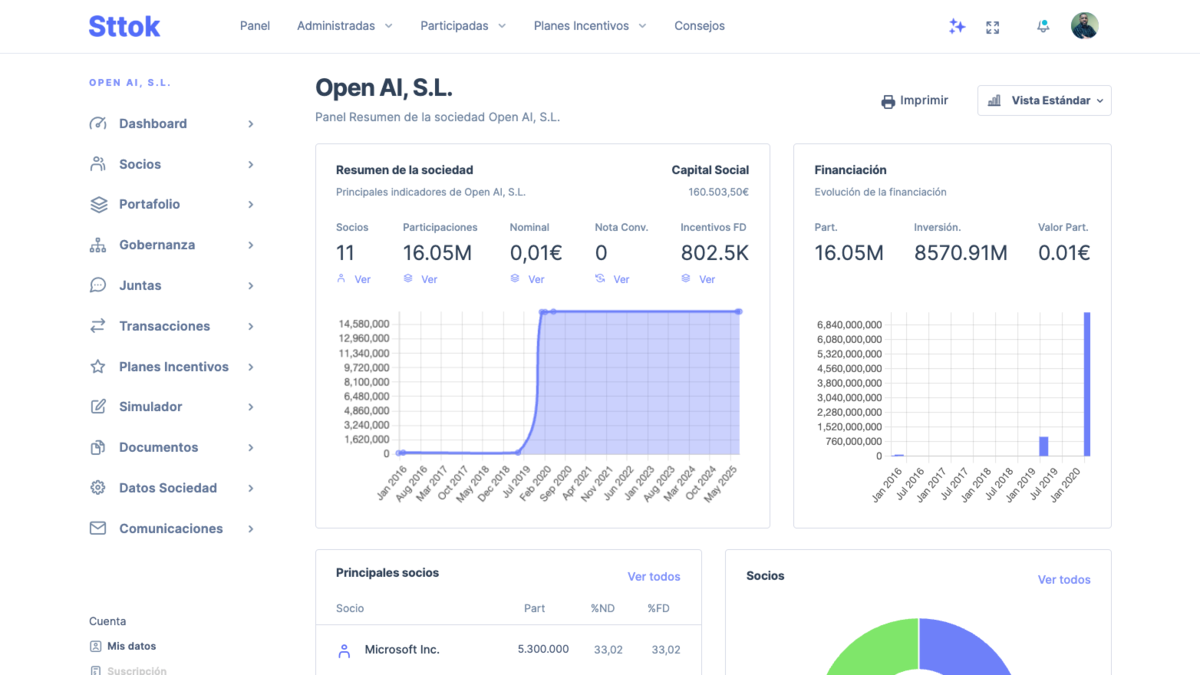 Sttok
Panel
Administradas
Participadas
Planes Incentivos
Consejos
OPEN AI, S.L.
Dashboard
Socios
Portafolio
Gobernanza
Juntas
Transacciones
Planes Incentivos
Simulador
Documentos
Datos Sociedad
Comunicaciones
Cuenta
Mis datos
Suscripción
Open AI, S.L.
Panel Resumen de la sociedad Open AI, S.L.
Imprimir
Vista Estándar
Resumen de la sociedad
Capital Social
Principales indicadores de Open AI, S.L.
160.503,50€
Socios Participaciones Nominal Nota Conv. Incentivos FD
11 16.05M 0,01€ 0 802.5K
Ver Ver Ver Ver Ver
14,580,000
12,960,000
11,340,000
9,720,000
8,100,000
6,480,000
4,860,000
3,240,000
1,620,000
0
Jan 2016 Aug 2016 Mar 2017 Oct 2017 May 2018 Dec 2018 Jul 2019 Feb 2020 Sep 2020 Apr 2021 Nov 2021 Jun 2022 Jan 2023 Aug 2023 Mar 2024 Oct 2024 May 2025
Financiación
Evolución de la financiación
Part. Inversión. Valor Part.
16.05M 8570.91M 0.01€
6,840,000,000
6,080,000,000
5,320,000,000
4,560,000,000
3,800,000,000
3,040,000,000
2,280,000,000
1,520,000,000
760,000,000
0
Jan 2016 Jul 2016 Jan 2017 Jul 2017 Jan 2018 Jul 2018 Jan 2019 Jul 2019 Jan 2020
Principales socios
Ver todos
Socio Part %ND %FD
Microsoft Inc. 5.300.000 33,02 33,02
Socios
Ver todos